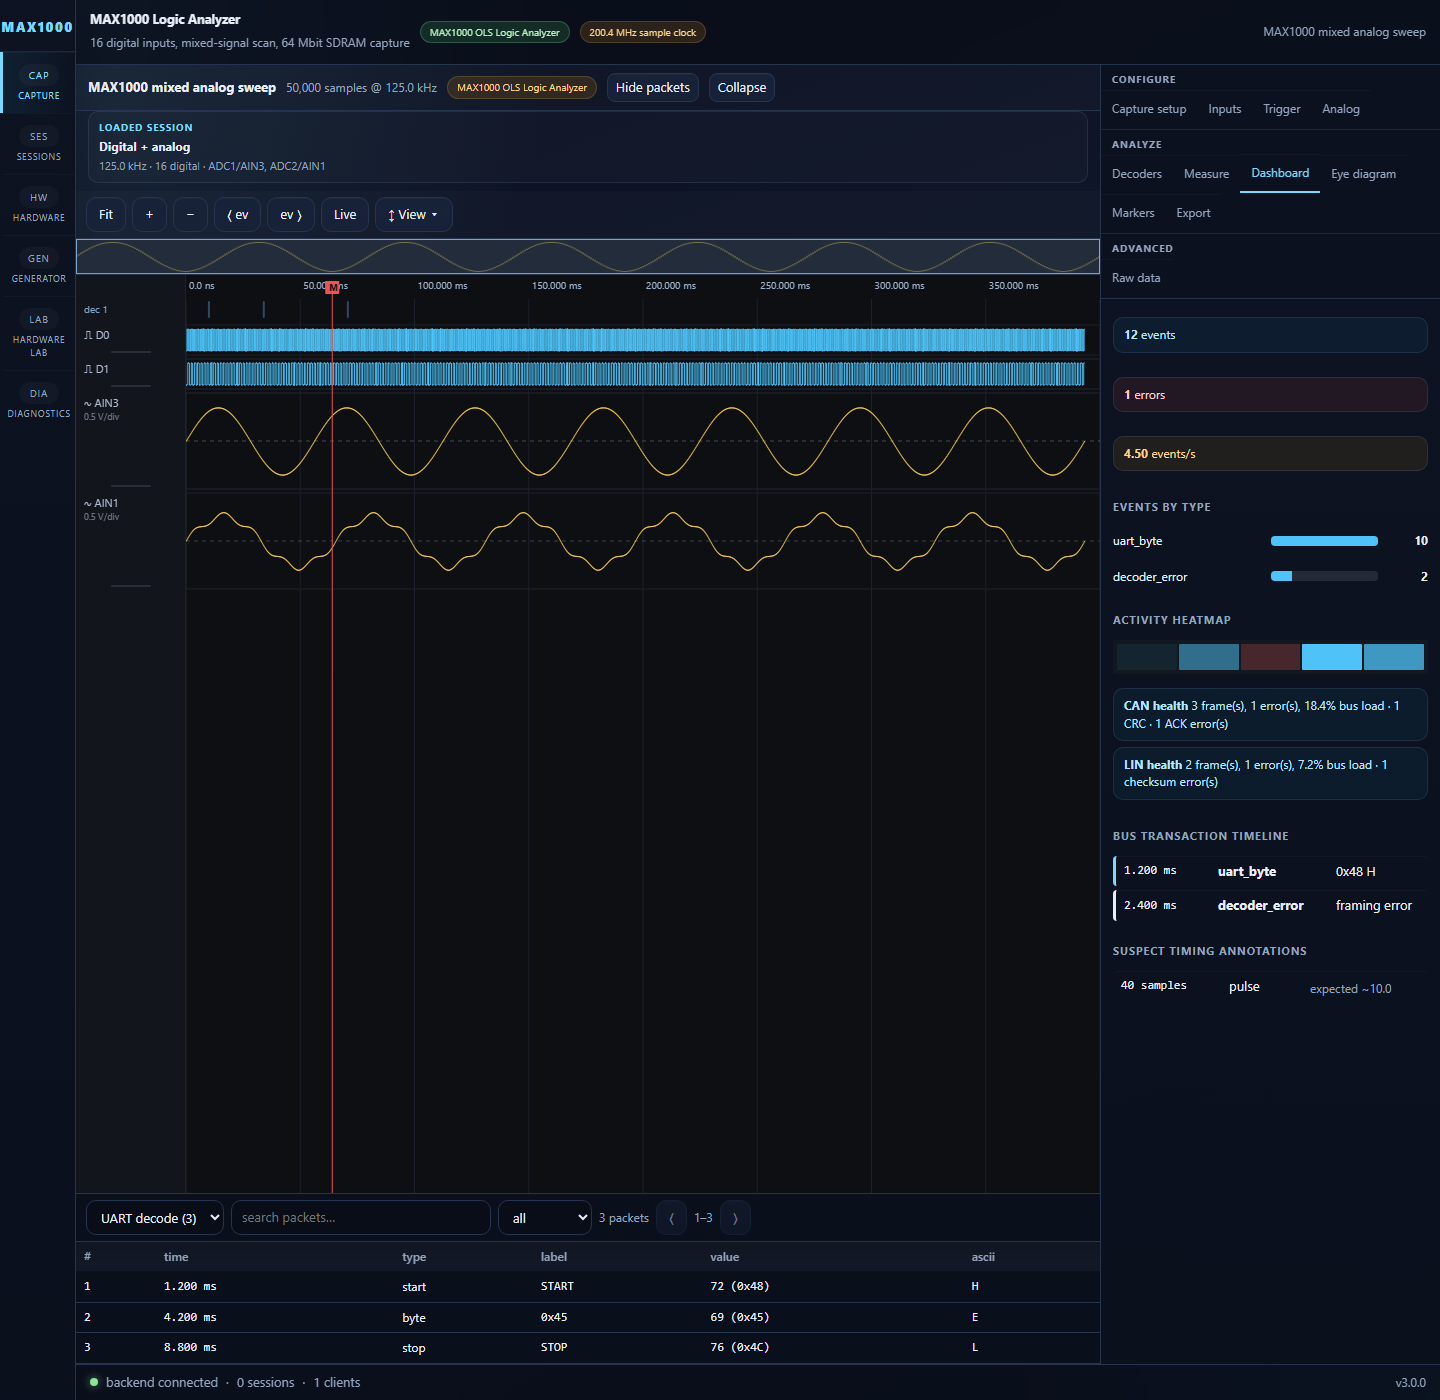 MAX1000
CAP
CAPTURE
SES
SESSIONS
HW
HARDWARE
GEN
GENERATOR
LAB
HARDWARE
LAB
DIA
DIAGNOSTICS
MAX1000 Logic Analyzer
16 digital inputs, mixed-signal scan, 64 Mbit SDRAM capture
MAX1000 OLS Logic Analyzer
200.4 MHz sample clock
MAX1000 mixed analog sweep
MAX1000 mixed analog sweep 50,000 samples @ 125.0 kHz MAX1000 OLS Logic Analyzer Hide packets Collapse
LOADED SESSION
Digital + analog
125.0 kHz · 16 digital · ADC1/AIN3, ADC2/AIN1
Fit + − ⟨ ev ev ⟩ Live ↕ View ▾
0.0 ns 50.000 ms 100.000 ms 150.000 ms 200.000 ms 250.000 ms 300.000 ms 350.000 ms
M
dec 1
⎍ D0
⎍ D1
~ AIN3
0.5 V/div
~ AIN1
0.5 V/div
UART decode (3) search packets... all 3 packets ⟨ 1–3 ⟩
# time type label value ascii
1 1.200 ms start START 72 (0x48) H
2 4.200 ms byte 0x45 69 (0x45) E
3 8.800 ms stop STOP 76 (0x4C) L
CONFIGURE
Capture setup Inputs Trigger Analog
ANALYZE
Decoders Measure Dashboard Eye diagram
Markers Export
ADVANCED
Raw data
12 events
1 errors
4.50 events/s
EVENTS BY TYPE
uart_byte 10
decoder_error 2
ACTIVITY HEATMAP
CAN health 3 frame(s), 1 error(s), 18.4% bus load · 1
CRC · 1 ACK error(s)
LIN health 2 frame(s), 1 error(s), 7.2% bus load · 1
checksum error(s)
BUS TRANSACTION TIMELINE
1.200 ms uart_byte 0x48 H
2.400 ms decoder_error framing error
SUSPECT TIMING ANNOTATIONS
40 samples pulse expected ~10.0
backend connected · 0 sessions · 1 clients
v3.0.0